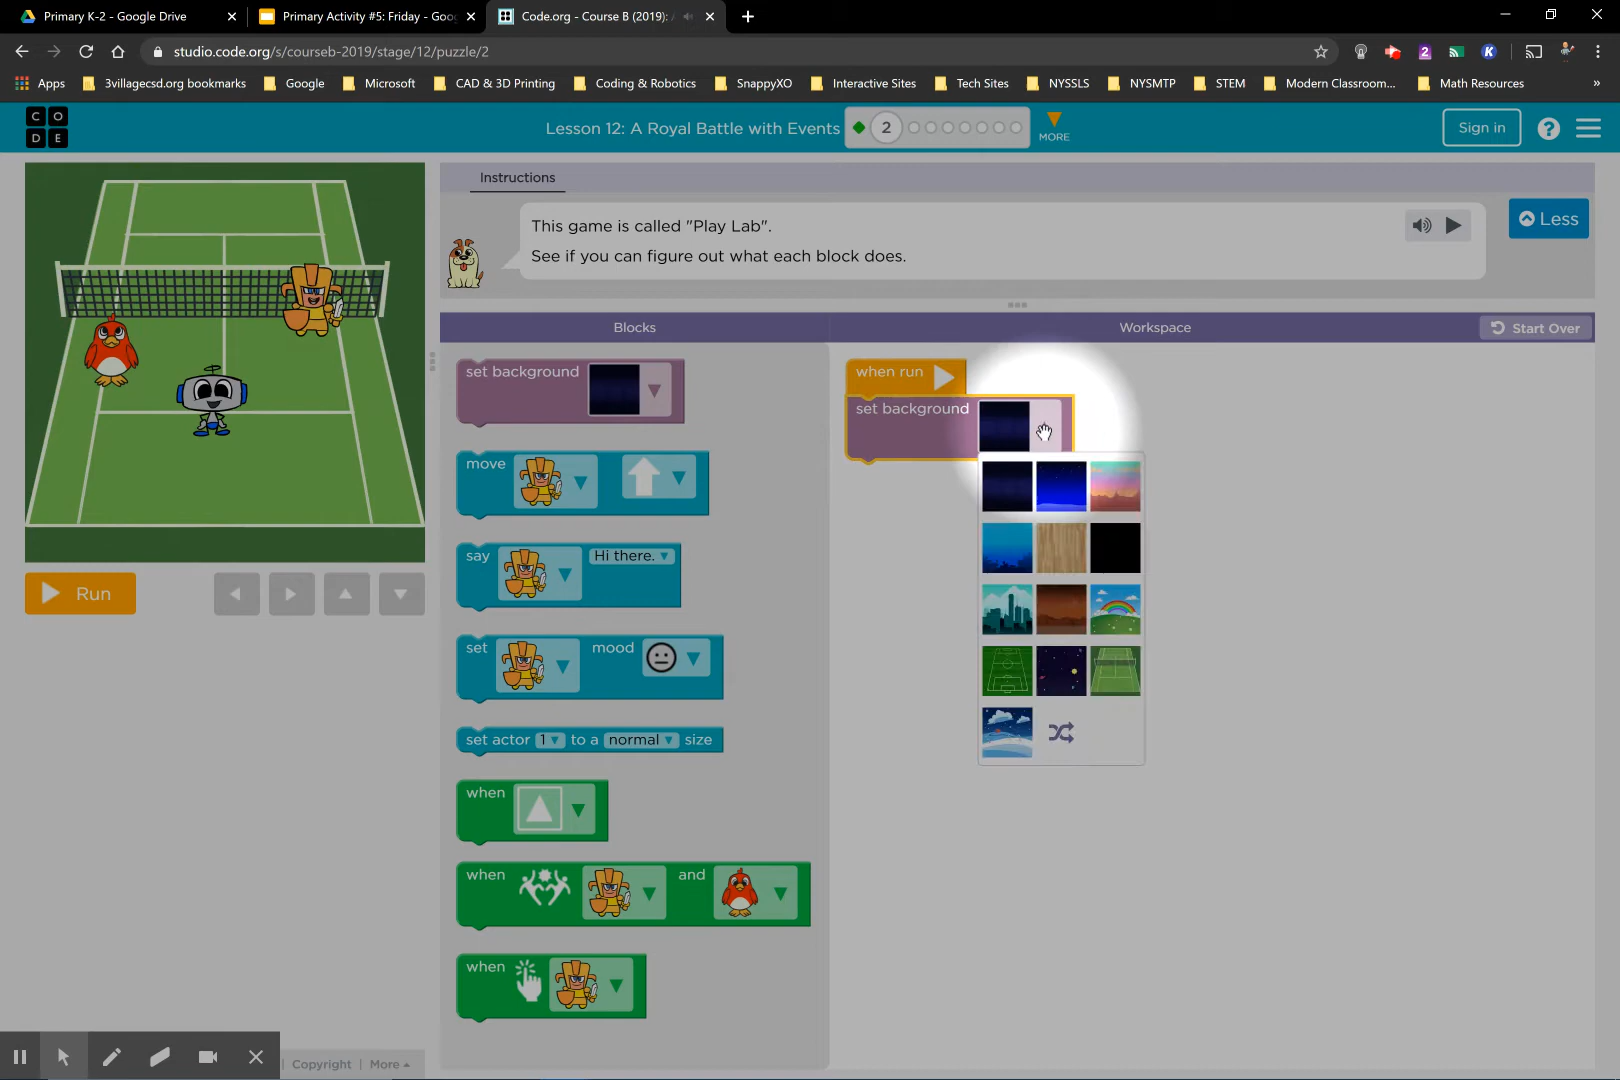 Primary K-2 - Google Drive
Primary Activity #5: Friday - Goo
Code.org - Course B (2019):
studio.code.org/s/courseb-2019/stage/12/puzzle/2
2
K
Apps
3villagecsd.org bookmarks
Google
Microsoft
CAD & 3D Printing
Coding & Robotics
SnappyXO
Interactive Sites
Tech Sites
NYSSLS
NYSMTP
STEM
Modern Classroom...
Math Resources
»
C O
D E
Lesson 12: A Royal Battle with Events
2
MORE
Sign in
?
Instructions
This game is called "Play Lab".
See if you can figure out what each block does.
Less
Blocks
Workspace
Start Over
set background
when run
set background
move
say
Hi there.
set
mood
set actor 1 to a normal size
when
when
and
when
Run
Copyright
More